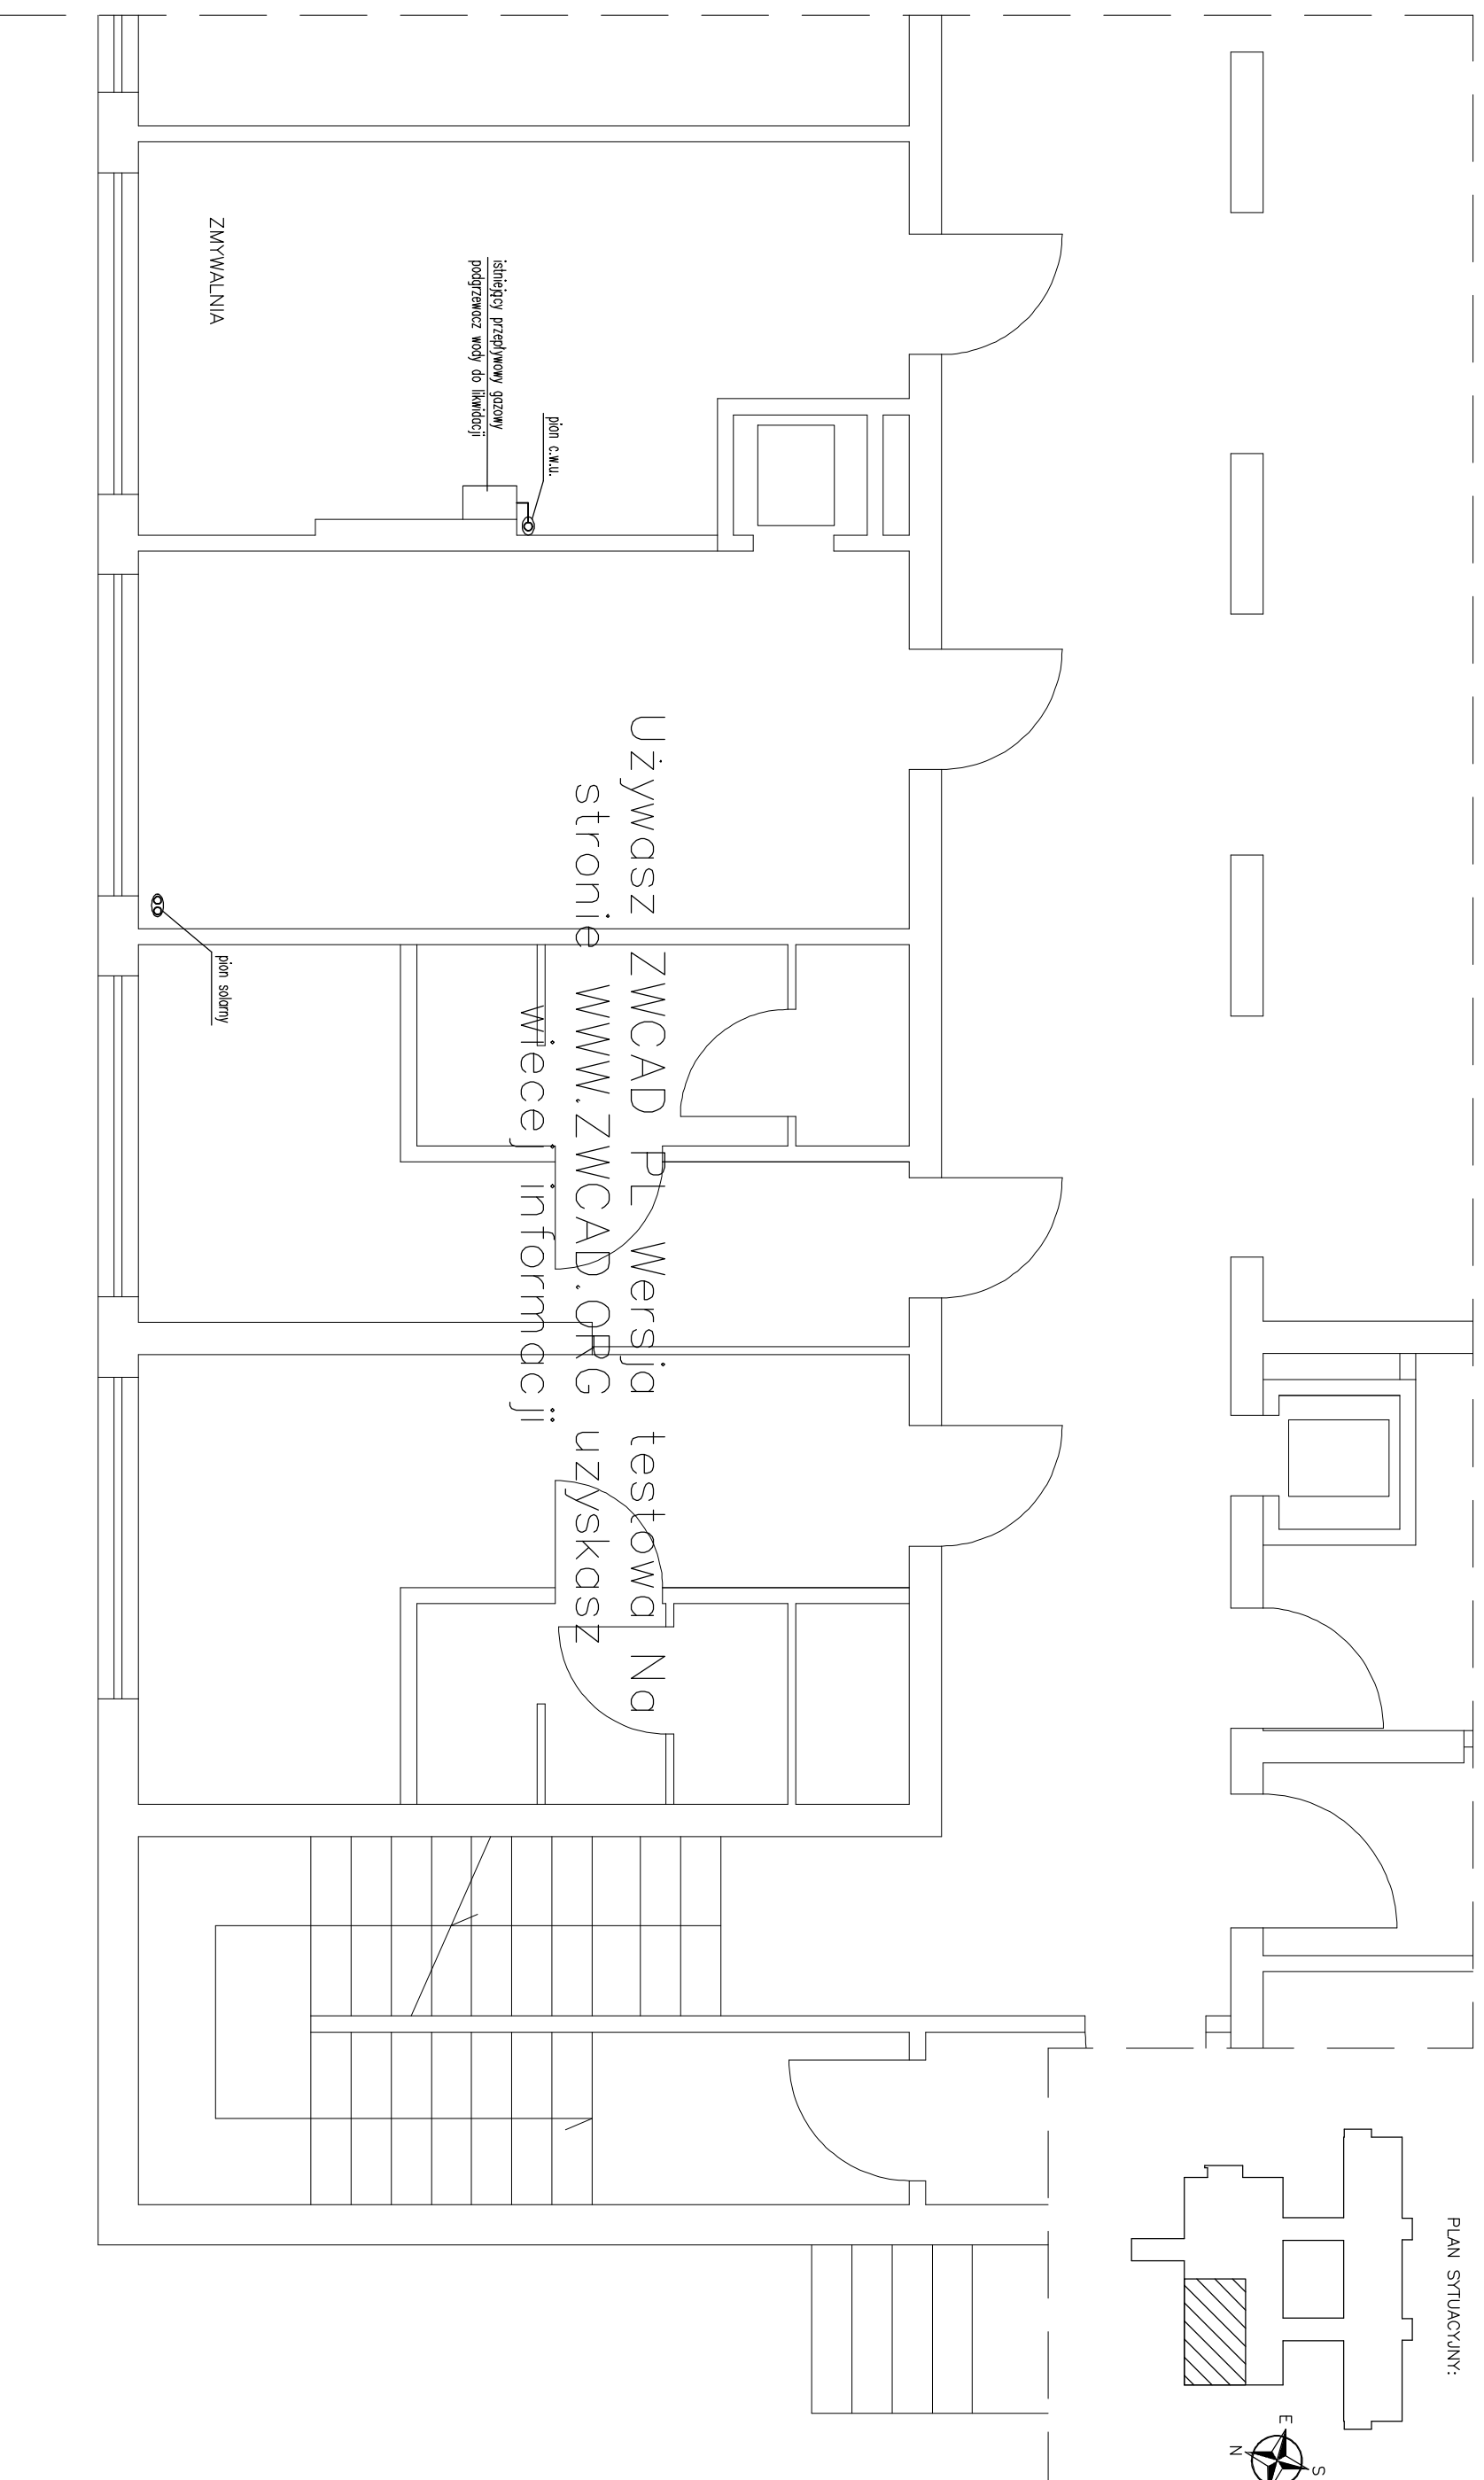 ZMYWALNIA
istniejący przepływowy gazowy
podgrzewacz wody do likwidacji
pion c.w.u.
pion solarny
Używasz ZWCAD PL Wersja testowa Na
stronie WWW.ZWCAD.ORG uzyskasz
wiecej informacji
PLAN SYTUACYJNY:
E
S
N